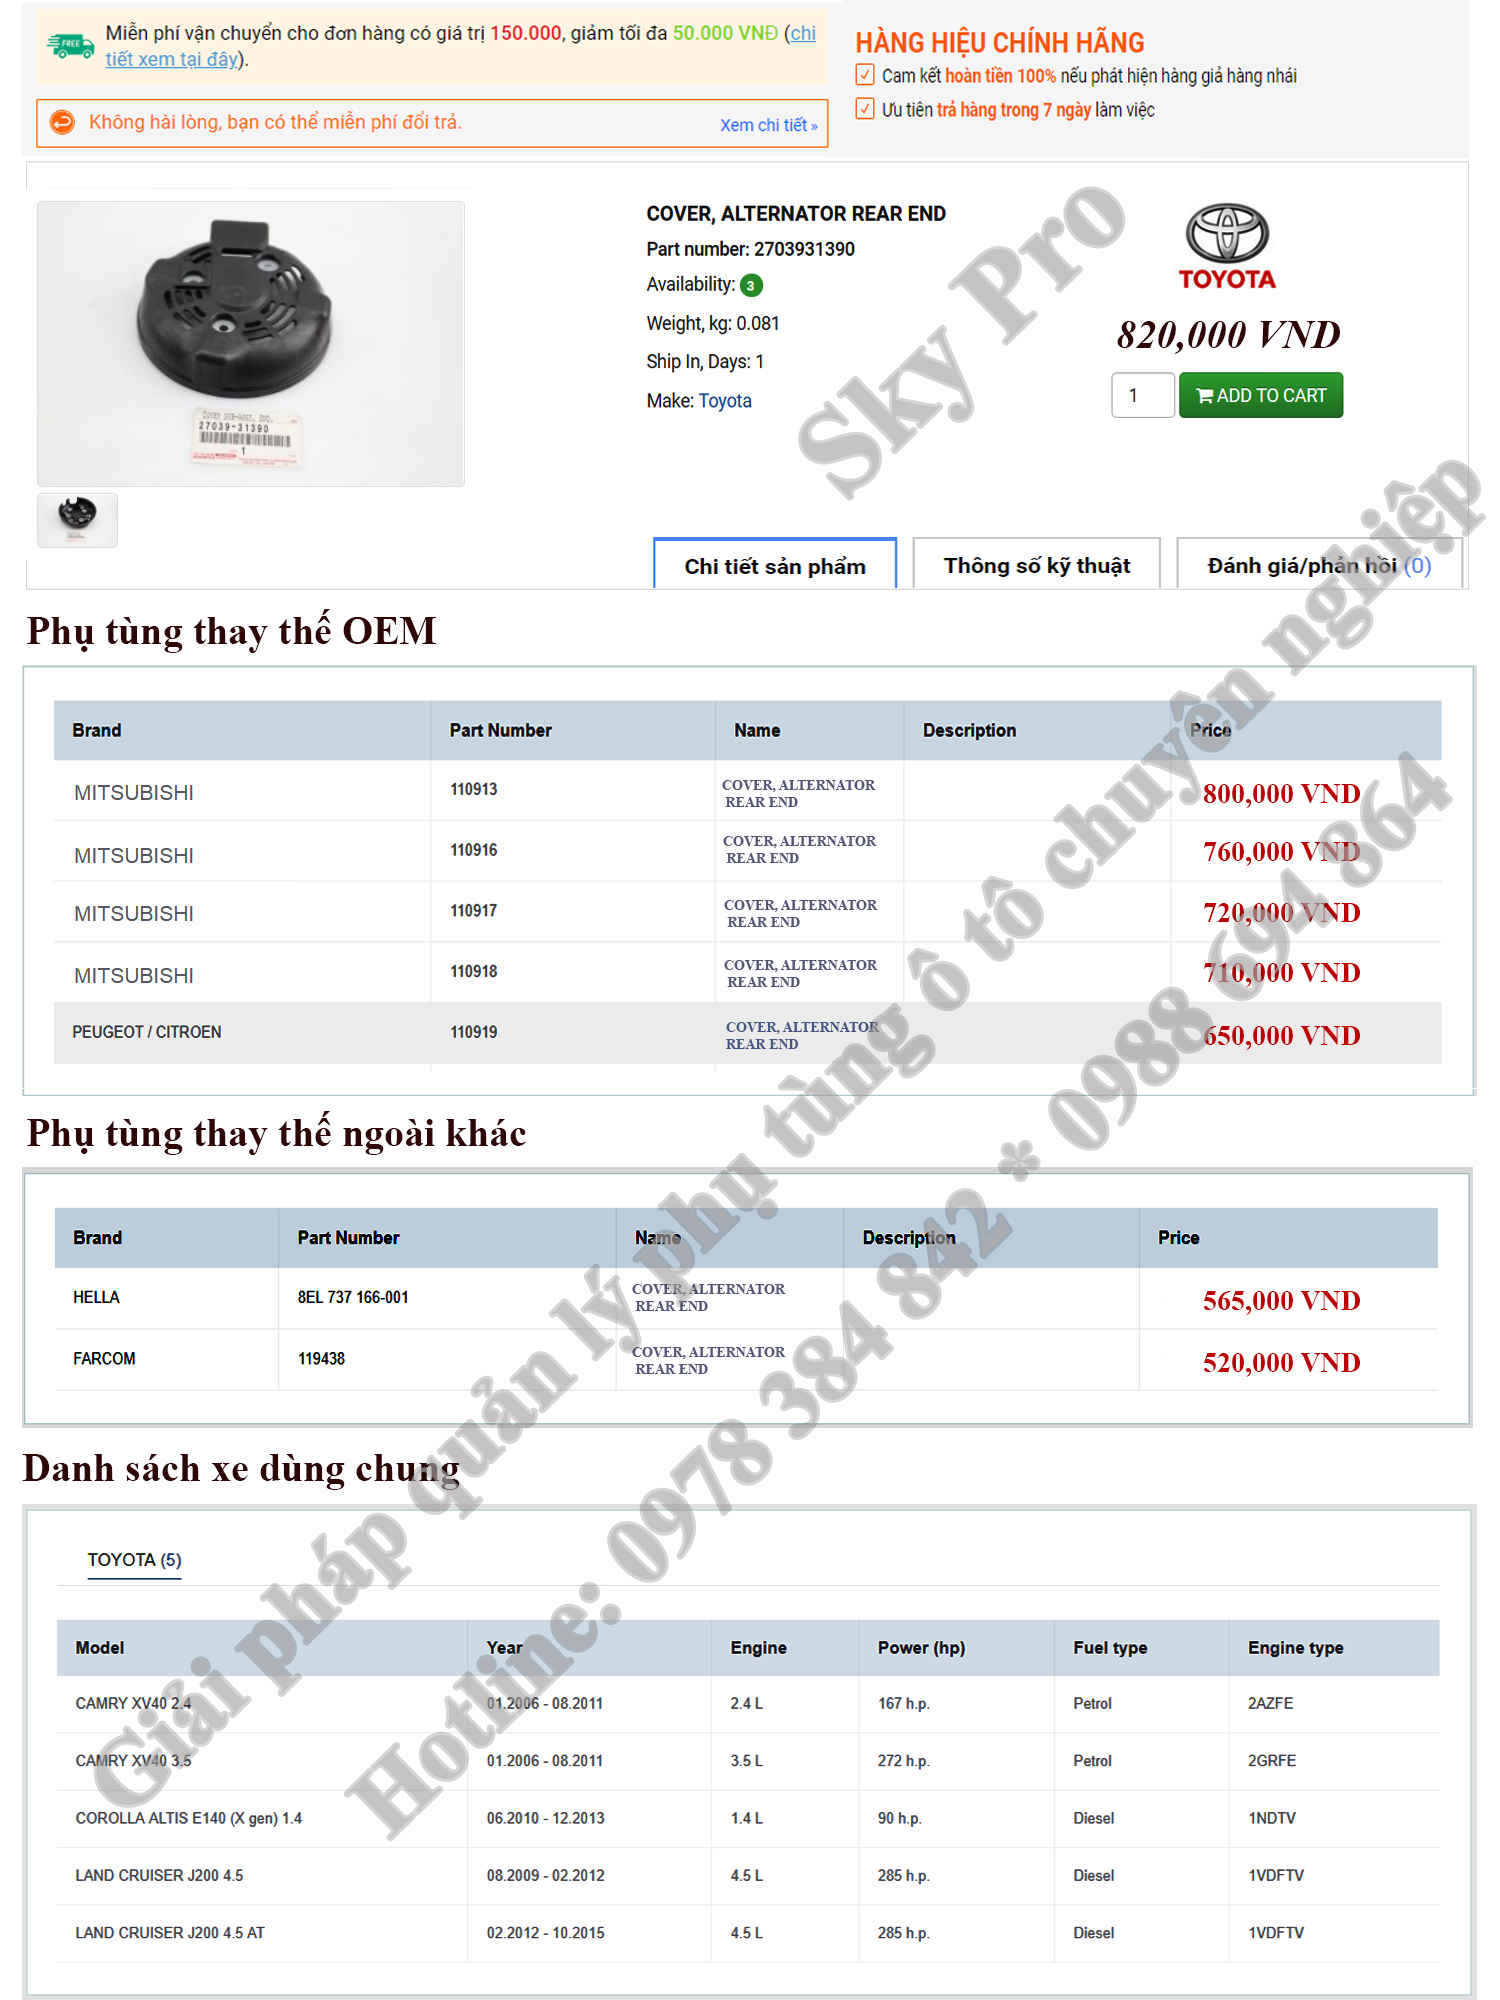 Miễn phí vận chuyển cho đơn hàng có giá trị 150.000, giảm tối đa 50.000 VNĐ (chi
tiết xem tại đây).
FREE
Không hài lòng, bạn có thể miễn phí đổi trả.
Xem chi tiết »
HÀNG HIỆU CHÍNH HÃNG
Cam kết hoàn tiền 100% nếu phát hiện hàng giả hàng nhái
Ưu tiên trả hàng trong 7 ngày làm việc
COVER, ALTERNATOR REAR END
Part number: 2703931390
Availability: 3
Weight, kg: 0.081
Ship In, Days: 1
Make: Toyota
TOYOTA
820,000 VND
1 ADD TO CART
27039-31390
1
Chi tiết sản phẩm
Thông số kỹ thuật
Đánh giá/phản hồi (0)
Phụ tùng thay thế OEM
Brand Part Number Name Description Price
MITSUBISHI 110913 COVER, ALTERNATOR REAR END 800,000 VND
MITSUBISHI 110916 COVER, ALTERNATOR REAR END 760,000 VND
MITSUBISHI 110917 COVER, ALTERNATOR REAR END 720,000 VND
MITSUBISHI 110918 COVER, ALTERNATOR REAR END 710,000 VND
PEUGEOT / CITROEN 110919 COVER, ALTERNATOR REAR END 650,000 VND
Phụ tùng thay thế ngoài khác
Brand Part Number Name Description Price
HELLA 8EL 737 166-001 COVER, ALTERNATOR REAR END 565,000 VND
FARCOM 119438 COVER, ALTERNATOR REAR END 520,000 VND
Danh sách xe dùng chung
TOYOTA (5)
Model Year Engine Power (hp) Fuel type Engine type
CAMRY XV40 2.4 01.2006 - 08.2011 2.4 L 167 h.p. Petrol 2AZFE
CAMRY XV40 3.5 01.2006 - 08.2011 3.5 L 272 h.p. Petrol 2GRFE
COROLLA ALTIS E140 (X gen) 1.4 06.2010 - 12.2013 1.4 L 90 h.p. Diesel 1NDTV
LAND CRUISER J200 4.5 08.2009 - 02.2012 4.5 L 285 h.p. Diesel 1VDFTV
LAND CRUISER J200 4.5 AT 02.2012 - 10.2015 4.5 L 285 h.p. Diesel 1VDFTV
Sky Pro
Giải pháp quản lý phụ tùng ô tô chuyên nghiệp
Hotline: 0978 384 842 * 0988 694 864